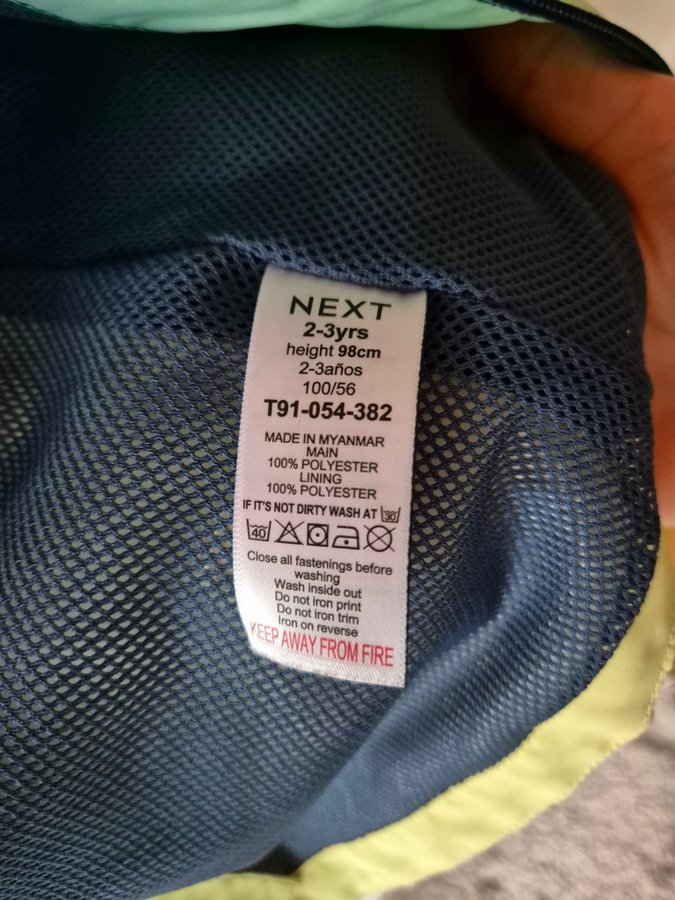 NEXT
2-3yrs
height 98cm
2-3años
100/56
T91-054-382
MADE IN MYANMAR
MAIN
100% POLYESTER
LINING
100% POLYESTER
IF IT'S NOT DIRTY WASH AT 30
40
Close all fastenings before
washing
Wash inside out
Do not iron print
Do not iron trim
Iron on reverse
KEEP AWAY FROM FIRE